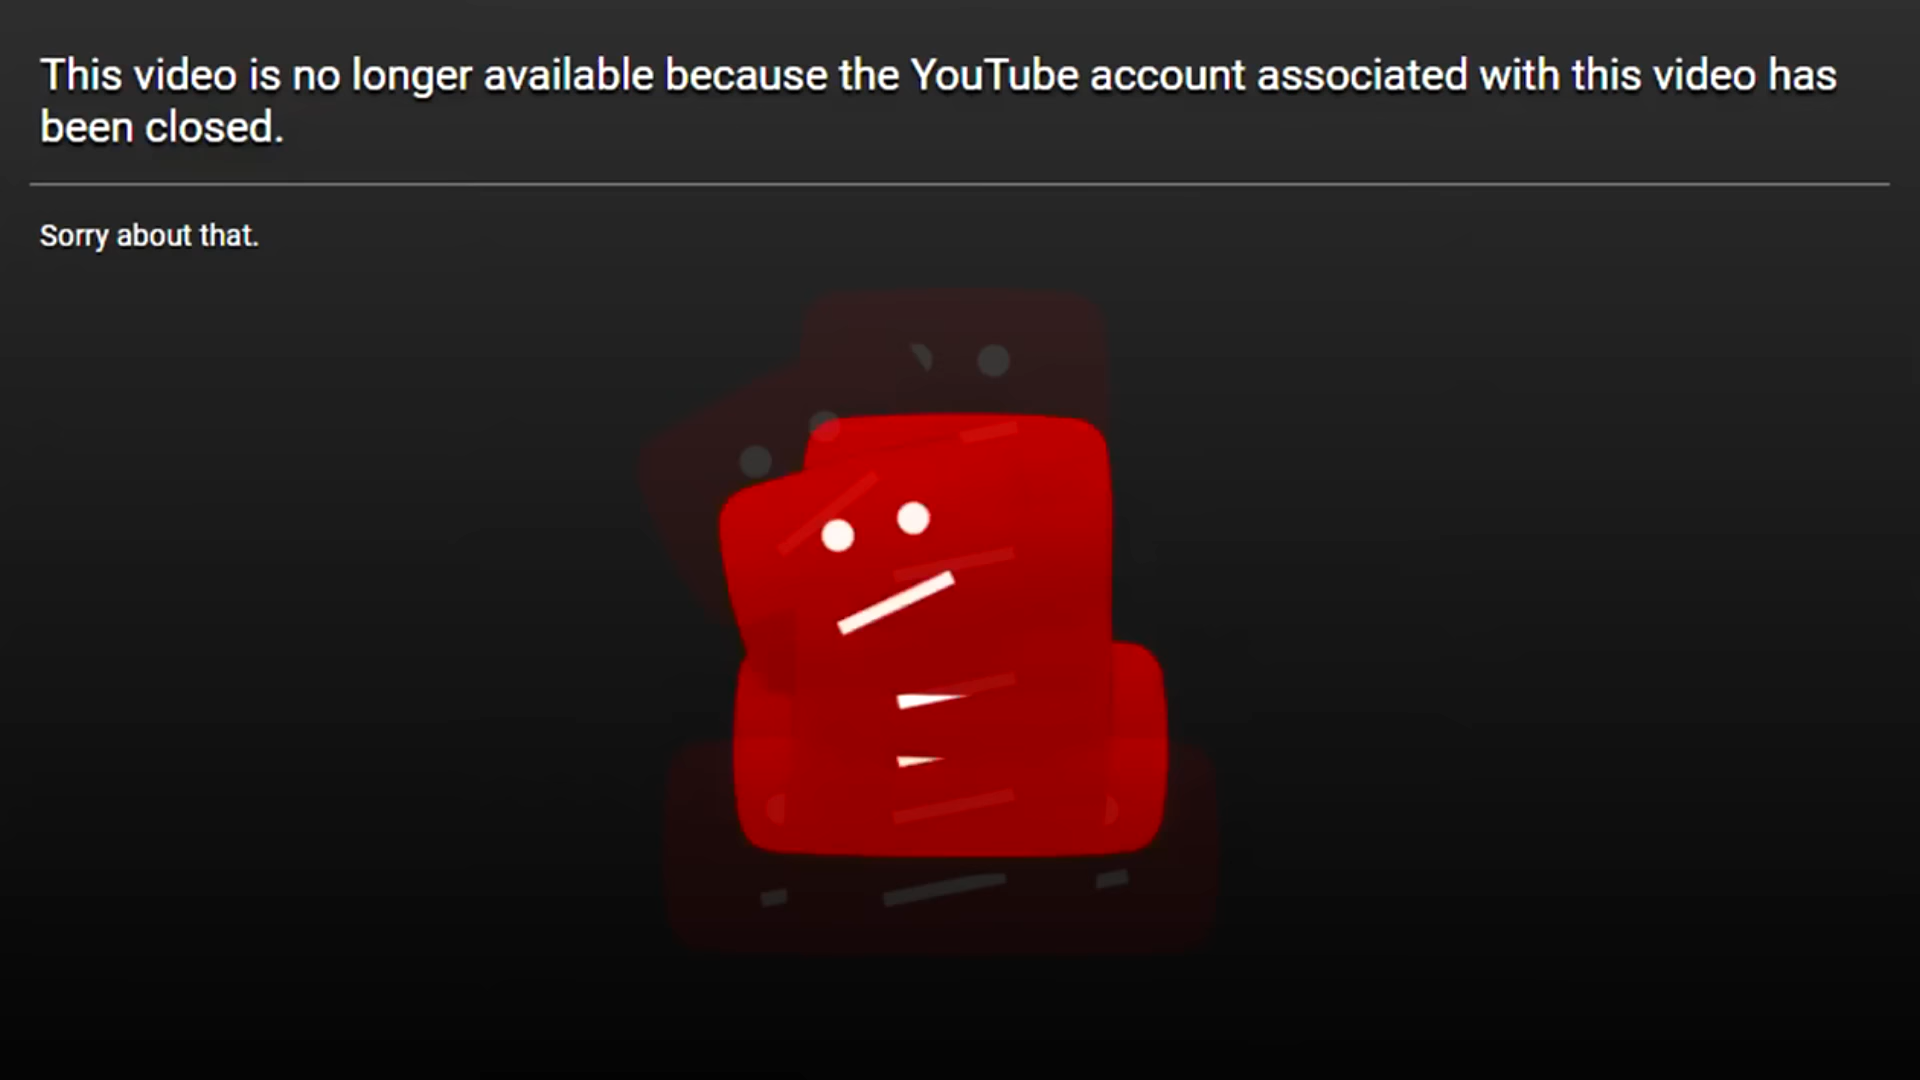 This video is no longer available because the YouTube account associated with this video has
been closed.
Sorry about that.